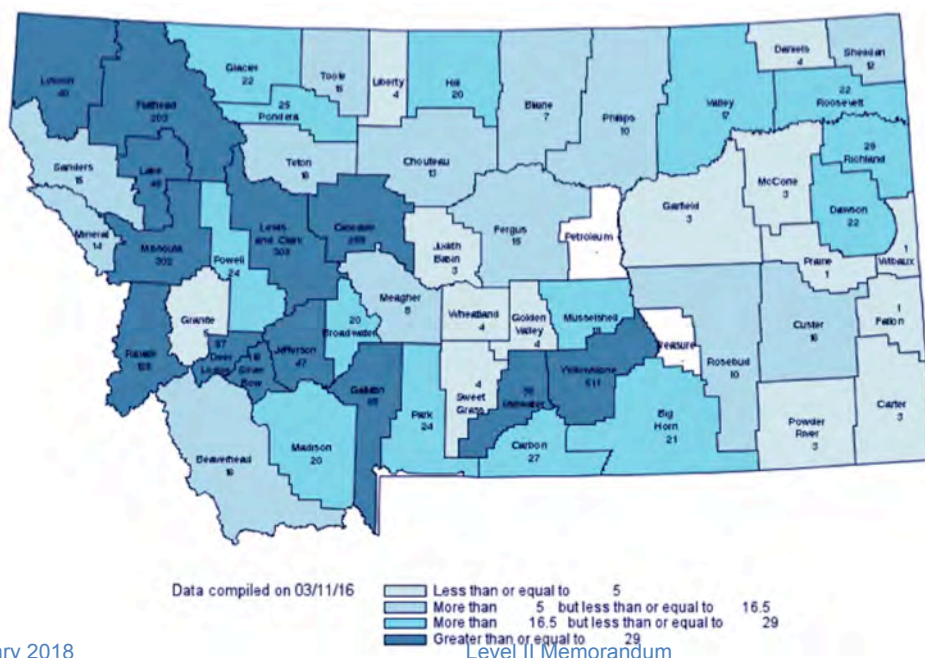 Lincoln
40
Flathead
203
Glacier
22
Toole
Liberty
4
Hill
20
Blaine
7
Phillips
10
Valley
17
Daniels
4
Sheridan
12
22
Roosevelt
25
Pondera
Teton
Chouteau
Sanders
Lake
Mineral
14
Missoula
302
Powell
24
Lewis
and Clark
Cascade
Judith
Basin
3
Fergus
15
Petroleum
Garfield
3
McCone
3
Richland
Dawson
22
Prairie
1
1
Wibaux
Granite
Ravalli
Deer
Lodge
Silver
Bow
Jefferson
47
20
Broadwater
Meagher
Wheatland
4
Golden
Valley
4
Musselshell
Treasure
Rosebud
10
Custer
16
1
Fallon
Gallatin
Park
24
4
Sweet
Grass
Stillwater
Yellowstone
511
Carbon
27
Big
Horn
21
Powder
River
3
Carter
3
Beaverhead
Madison
20
Data compiled on 03/11/16
Less than or equal to 5
More than 5 but less than or equal to 16.5
More than 16.5 but less than or equal to 29
Greater than or equal to 29
ary 2018
Level II Memorandum